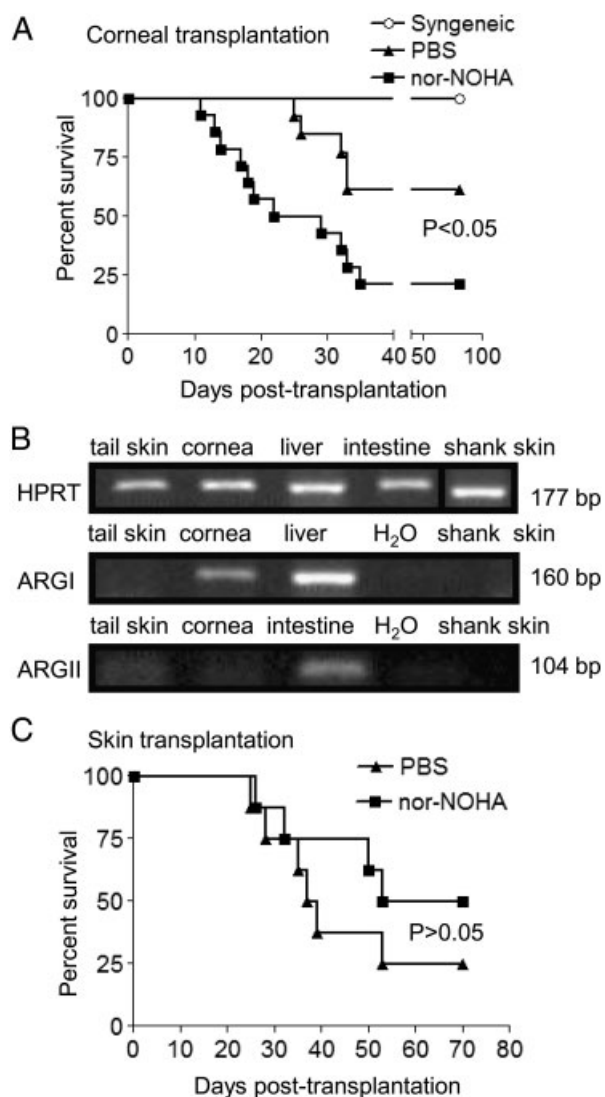 A
Corneal transplantation
Syngeneic
PBS
nor-NOHA
100
75
50
25
0
Percent survival
P<0.05
0 10 20 30 40 50 100
Days post-transplantation
B
tail skin cornea liver intestine shank skin
HPRT 177 bp
tail skin cornea liver H₂O shank skin
ARGI 160 bp
tail skin cornea intestine H₂O shank skin
ARGII 104 bp
C
Skin transplantation
PBS
nor-NOHA
100
75
50
25
0
Percent survival
P>0.05
0 10 20 30 40 50 60 70 80
Days post-transplantation